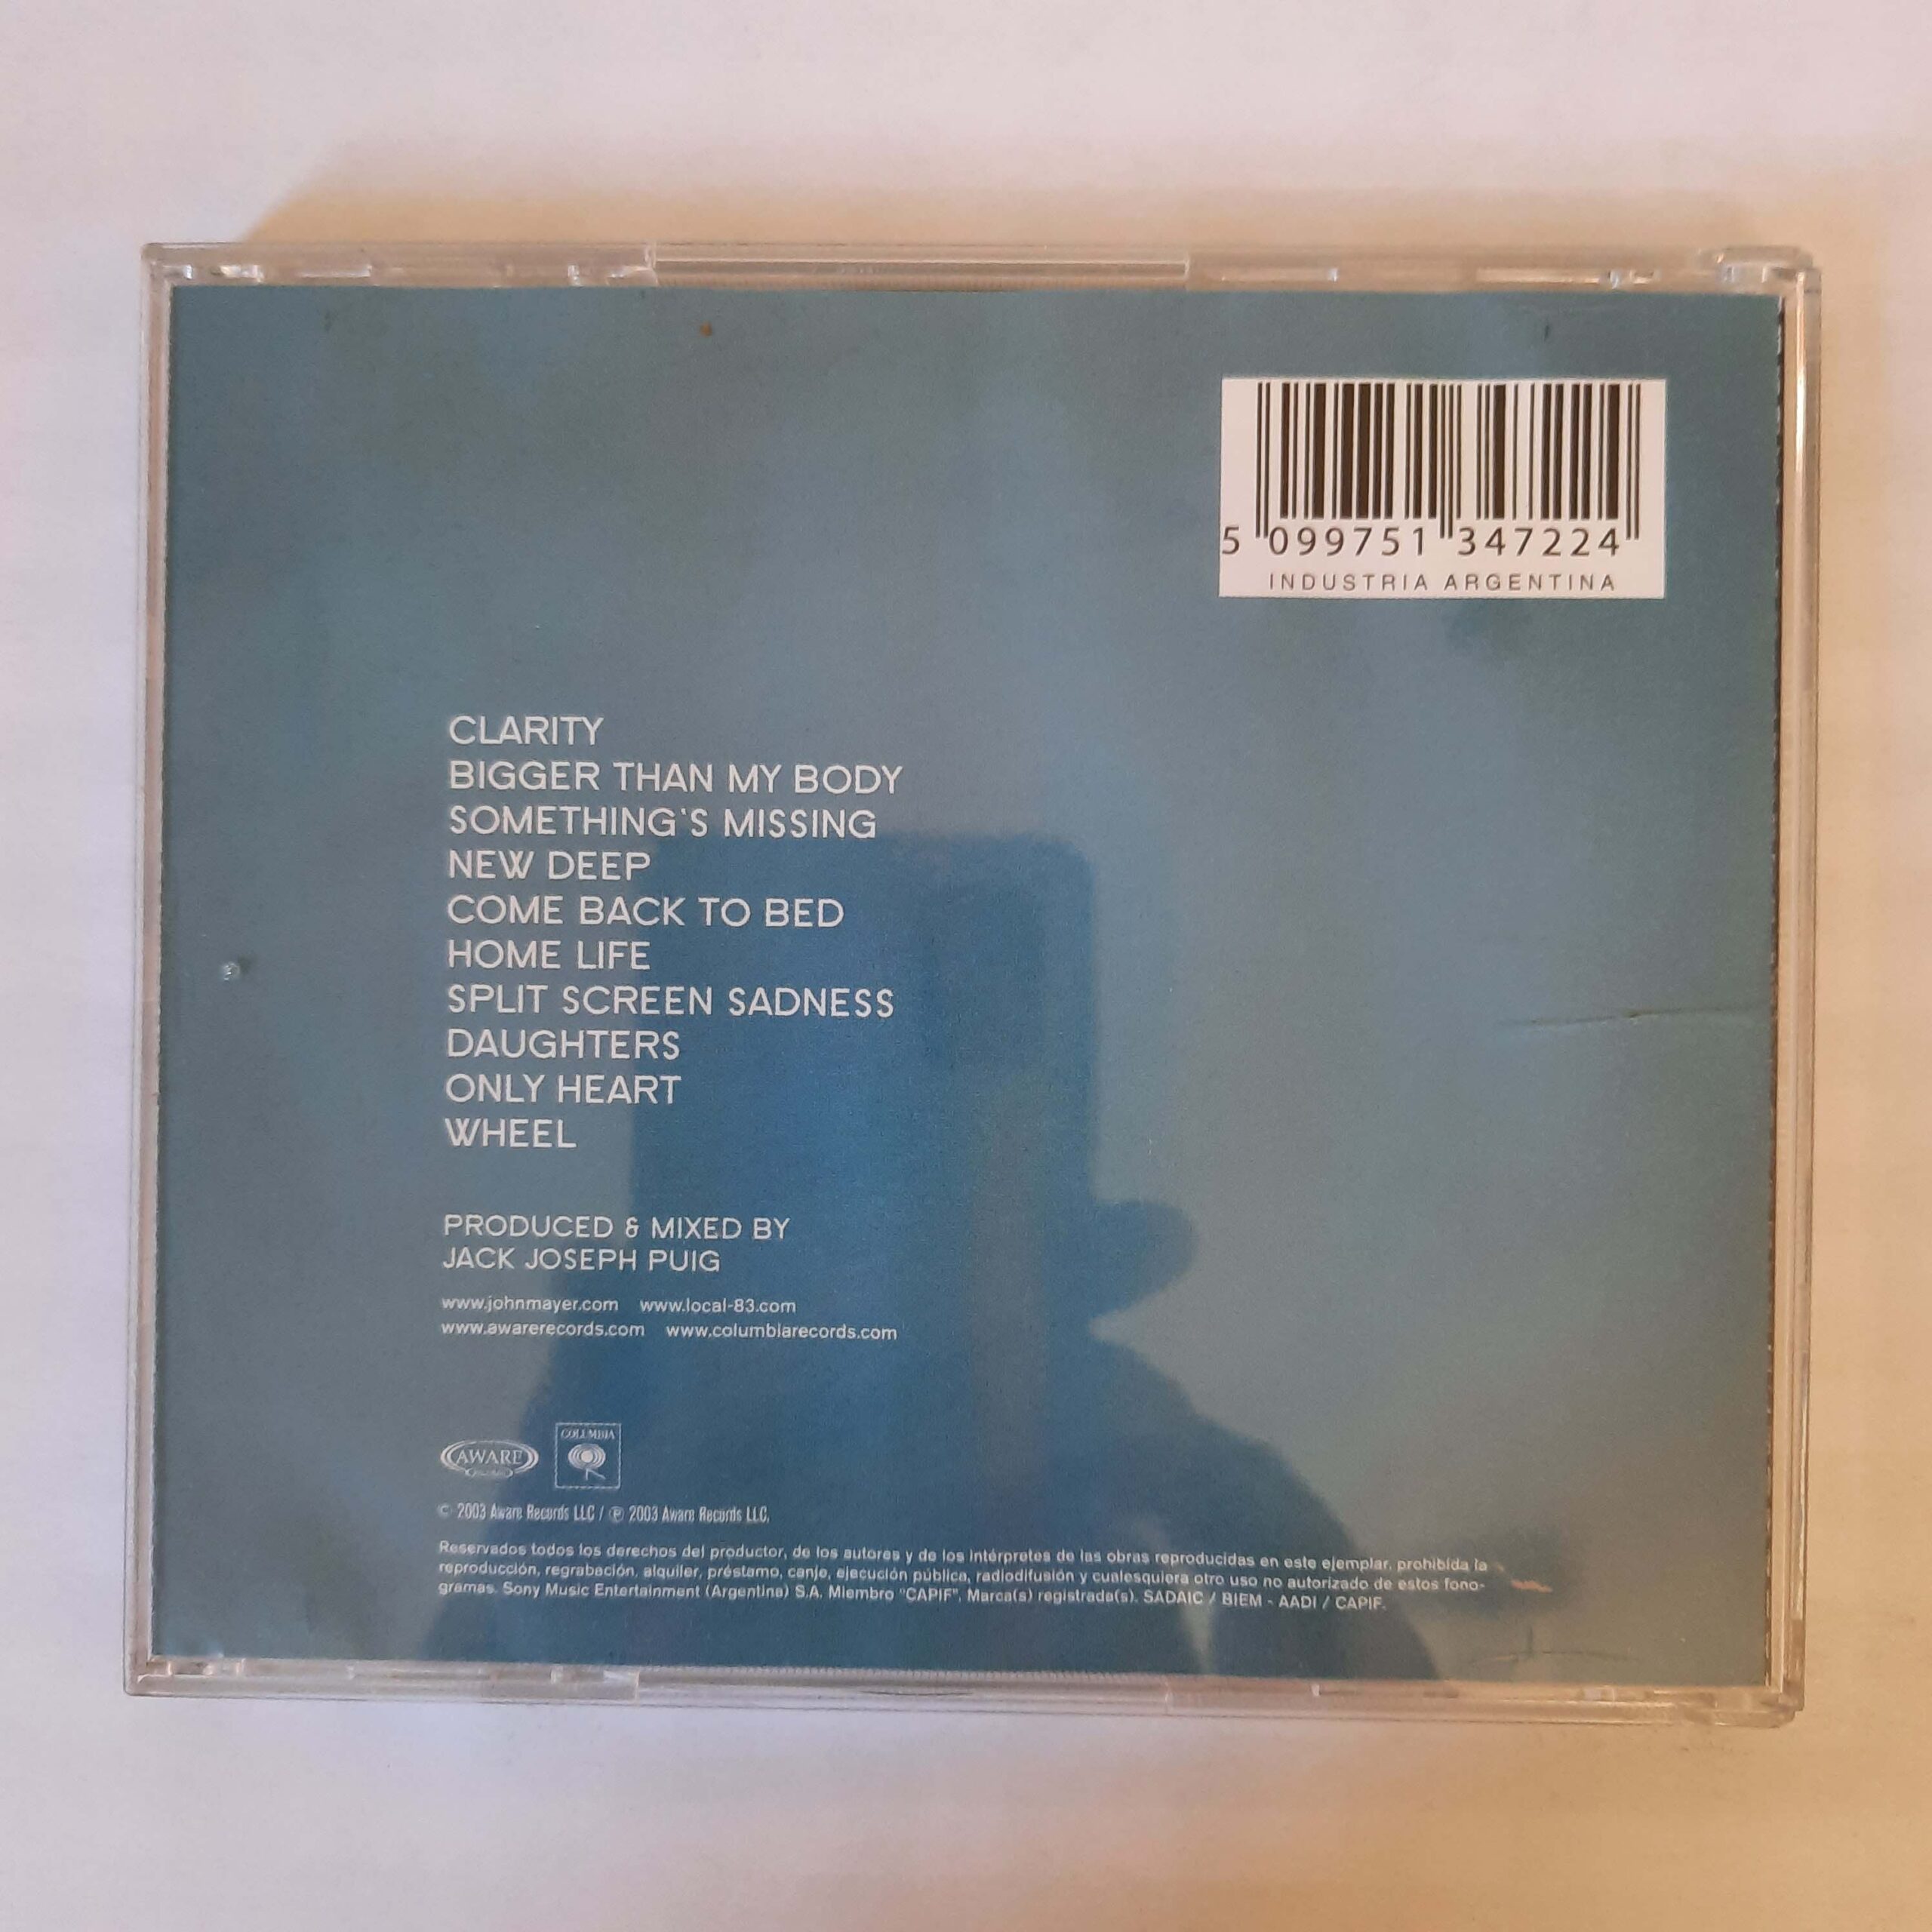 5 099751 347224
INDUSTRIA ARGENTINA
CLARITY
BIGGER THAN MY BODY
SOMETHING'S MISSING
NEW DEEP
COME BACK TO BED
HOME LIFE
SPLIT SCREEN SADNESS
DAUGHTERS
ONLY HEART
WHEEL
PRODUCED & MIXED BY
JACK JOSEPH PUIG
www.johnmayer.com www.local-83.com
www.awarerecords.com www.columbiarecords.com
AWARE
COLUMBIA
© 2003 Aware Records LLC / ℗ 2003 Aware Records LLC.
Reservados todos los derechos del productor, de los autores y de los intérpretes de las obras reproducidas en este ejemplar, prohibida la
reproducción, regrabación, alquiler, préstamo, canje, ejecución pública, radiodifusión y cualesquiera otro uso no autorizado de estos fono-
gramas. Sony Music Entertainment (Argentina) S.A. Miembro "CAPIF", Marca(s) registrada(s). SADAIC / BIEM - AADI / CAPIF.